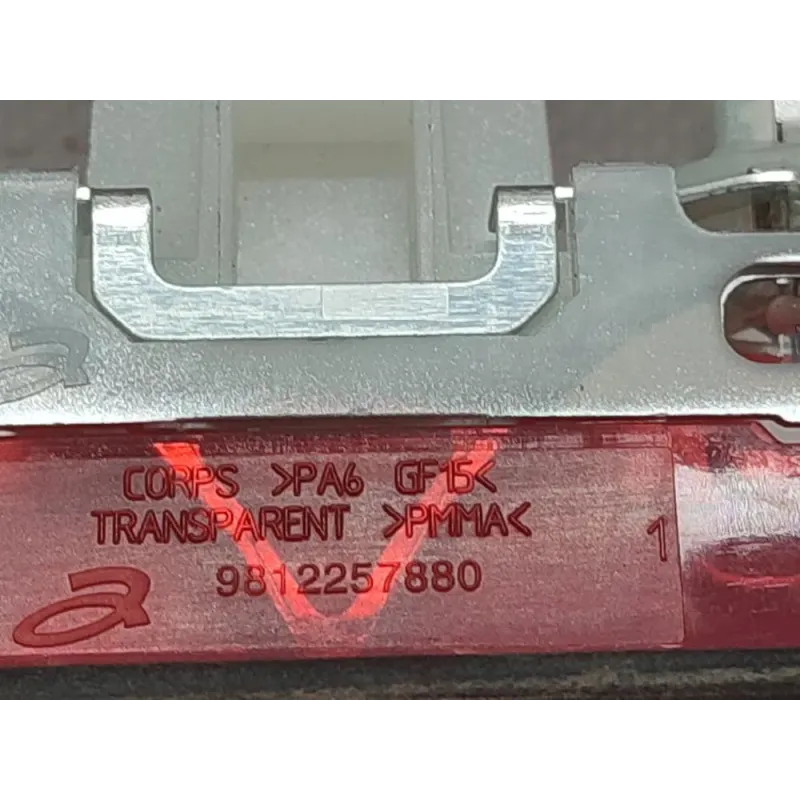 CORPS >PA6 GF15<
TRANSPARENT >PMMA<
1
9812257880